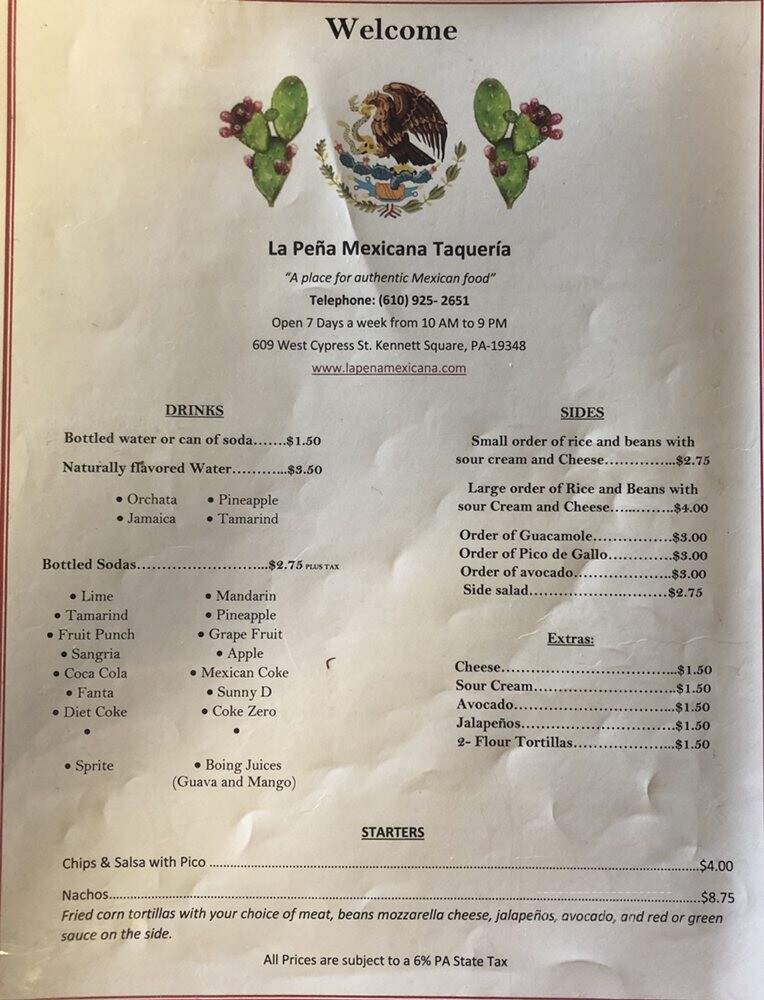 Welcome
La Peña Mexicana Taquería
"A place for authentic Mexican food"
Telephone: (610) 925- 2651
Open 7 Days a week from 10 AM to 9 PM
609 West Cypress St. Kennett Square, PA-19348
www.lapenamexicana.com
DRINKS
Bottled water or can of soda.......$1.50
Naturally flavored Water...........$3.50
• Orchata • Pineapple
• Jamaica • Tamarind
Bottled Sodas..........................$2.75 PLUS TAX
• Lime • Mandarin
• Tamarind • Pineapple
• Fruit Punch • Grape Fruit
• Sangria • Apple
• Coca Cola • Mexican Coke
• Fanta • Sunny D
• Diet Coke • Coke Zero
• •
• Sprite • Boing Juices
(Guava and Mango)
SIDES
Small order of rice and beans with
sour cream and Cheese...............$2.75
Large order of Rice and Beans with
sour Cream and Cheese..............$4.00
Order of Guacamole.................$3.00
Order of Pico de Gallo..............$3.00
Order of avocado.....................$3.00
Side salad..............................$2.75
Extras:
Cheese....................................$1.50
Sour Cream.............................$1.50
Avocado..................................$1.50
Jalapeños.................................$1.50
2- Flour Tortillas.....................$1.50
STARTERS
Chips & Salsa with Pico ........................................................$4.00
Nachos........................................................................$8.75
Fried corn tortillas with your choice of meat, beans mozzarella cheese, jalapeños, avocado, and red or green
sauce on the side.
All Prices are subject to a 6% PA State Tax